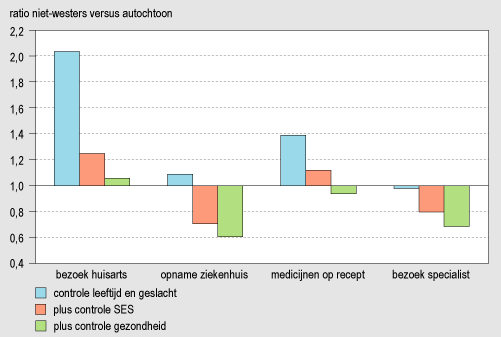 ratio niet-westers versus autochtoon
2,2
2,0
1,8
1,6
1,4
1,2
1,0
0,8
0,6
0,4
bezoek huisarts opname ziekenhuis medicijnen op recept bezoek specialist
controle leeftijd en geslacht
plus controle SES
plus controle gezondheid